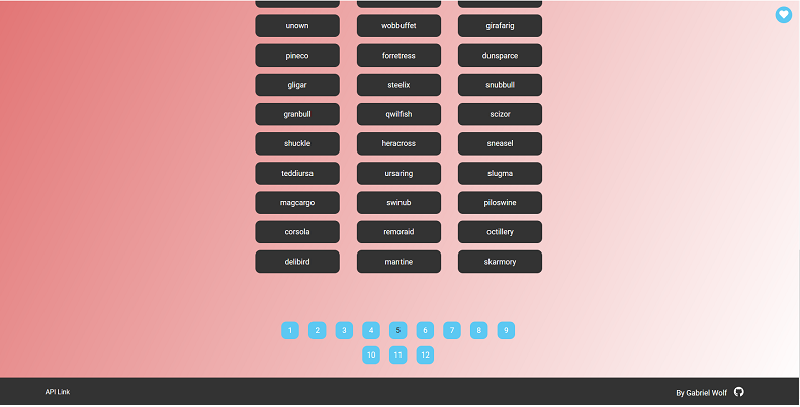 unown wobbuffet girafarig
pineco forretress dunsparce
gligar steelix snubbull
granbull qwilfish scizor
shuckle heracross sneasel
teddiursa ursaring slugma
magcargo swinub piloswine
corsola remoraid octillery
delibird mantine skarmory
1 2 3 4 5 6 7 8 9
10 11 12
API Link By Gabriel Wolf